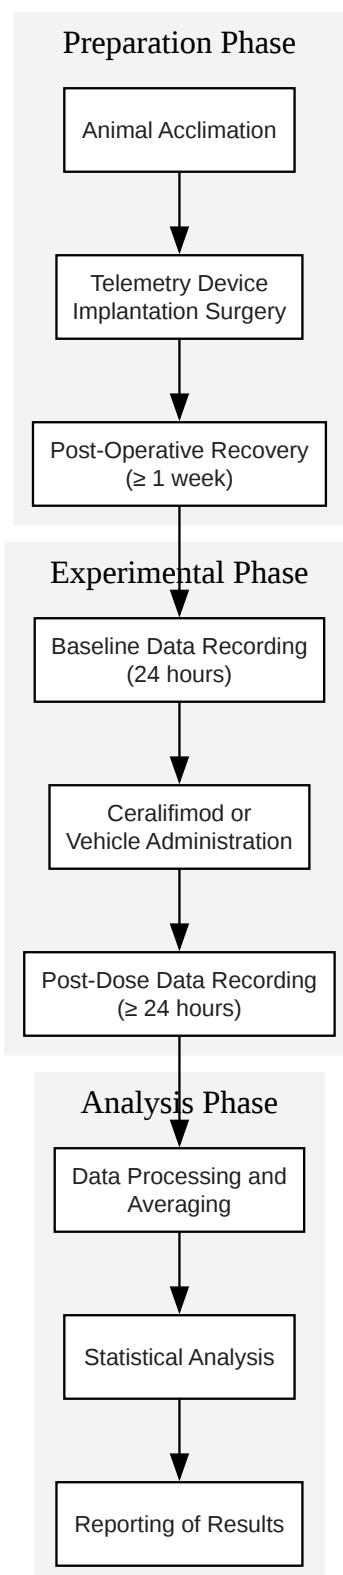 Preparation Phase
Animal Acclimation
Telemetry Device
Implantation Surgery
Post-Operative Recovery
(≥ 1 week)
Experimental Phase
Baseline Data Recording
(24 hours)
Ceralifimod or
Vehicle Administration
Post-Dose Data Recording
(≥ 24 hours)
Analysis Phase
Data Processing and
Averaging
Statistical Analysis
Reporting of Results